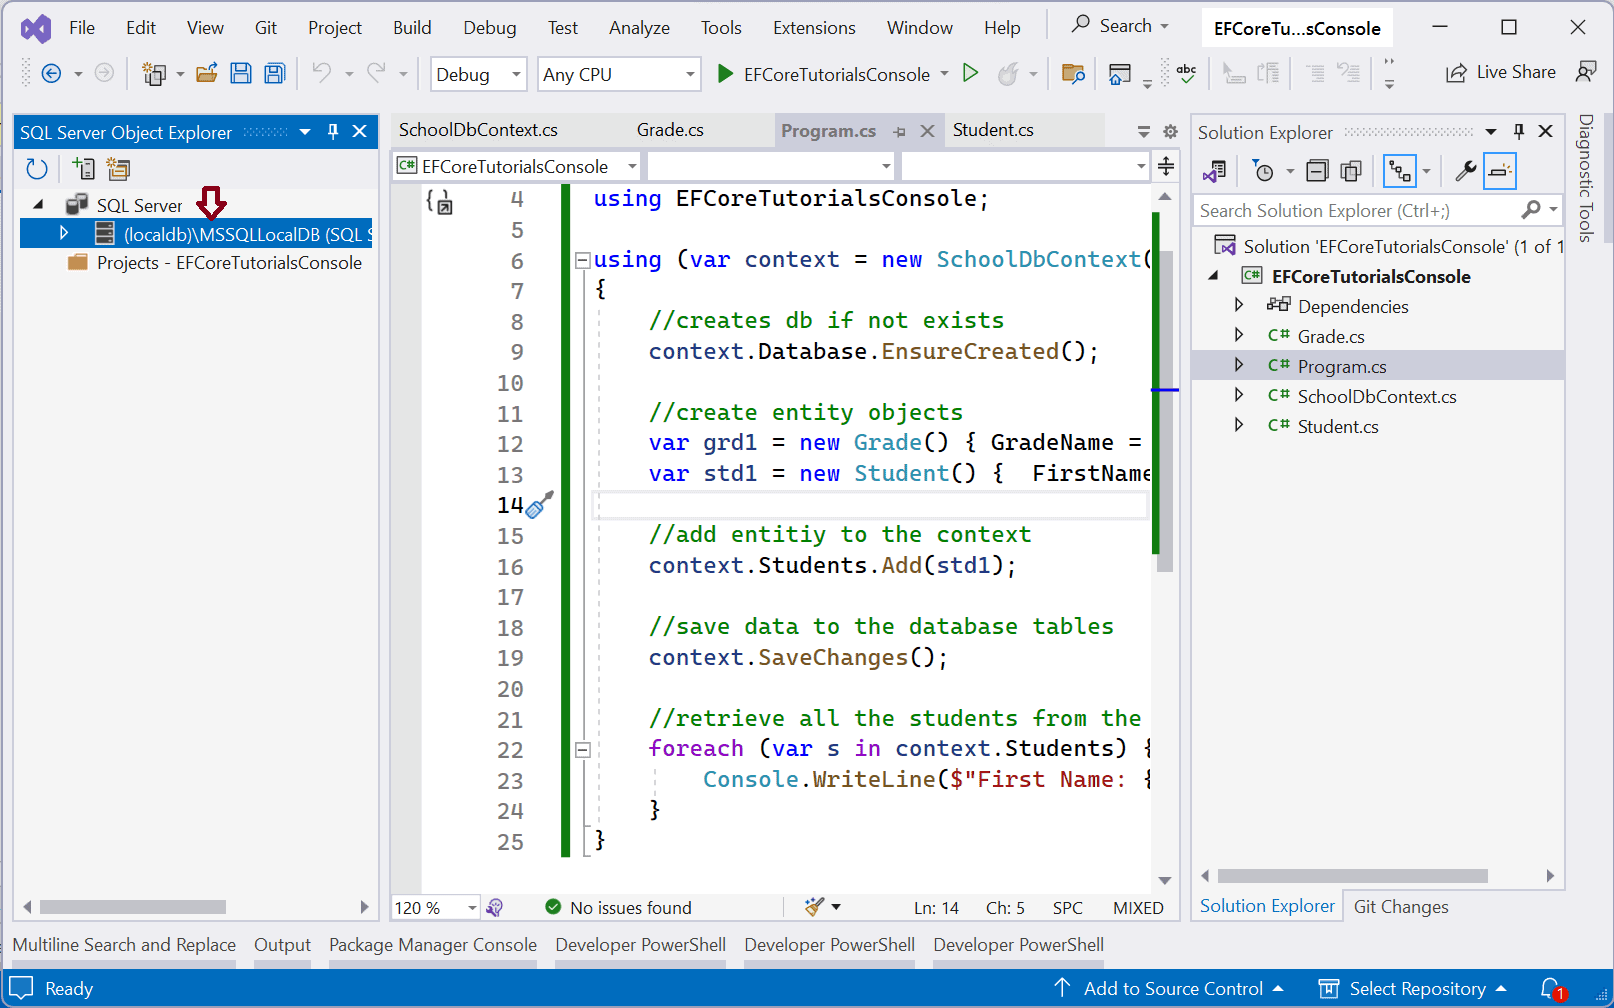 File Edit View Git Project Build Debug Test Analyze Tools Extensions Window Help Search EFCoreTu...sConsole
Debug Any CPU EFCoreTutorialsConsole abc Live Share
SQL Server Object Explorer
SQL Server
(localdb)\MSSQLLocalDB (SQL S
Projects - EFCoreTutorialsConsole
SchoolDbContext.cs Grade.cs Program.cs Student.cs
C# EFCoreTutorialsConsole
4 using EFCoreTutorialsConsole;
5
6 using (var context = new SchoolDbContext(
7 {
8 //creates db if not exists
9 context.Database.EnsureCreated();
10
11 //create entity objects
12 var grd1 = new Grade() { GradeName =
13 var std1 = new Student() {  FirstName
14
15 //add entitiy to the context
16 context.Students.Add(std1);
17
18 //save data to the database tables
19 context.SaveChanges();
20
21 //retrieve all the students from the
22 foreach (var s in context.Students) {
23 Console.WriteLine($"First Name: {
24 }
25 }
120 % No issues found Ln: 14 Ch: 5 SPC MIXED
Solution Explorer
Search Solution Explorer (Ctrl+;)
Solution 'EFCoreTutorialsConsole' (1 of 1
C# EFCoreTutorialsConsole
Dependencies
C# Grade.cs
C# Program.cs
C# SchoolDbContext.cs
C# Student.cs
Solution Explorer Git Changes
Diagnostic Tools
Multiline Search and Replace Output Package Manager Console Developer PowerShell Developer PowerShell Developer PowerShell
Ready Add to Source Control Select Repository 1